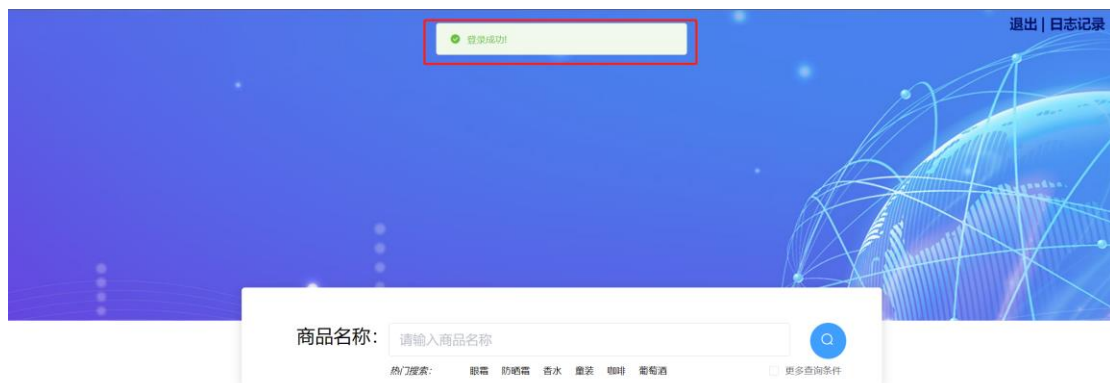 登录成功!
退出 | 日志记录
商品名称：
请输入商品名称
热门搜索： 眼霜 防晒霜 香水 童装 咖啡 葡萄酒
更多查询条件